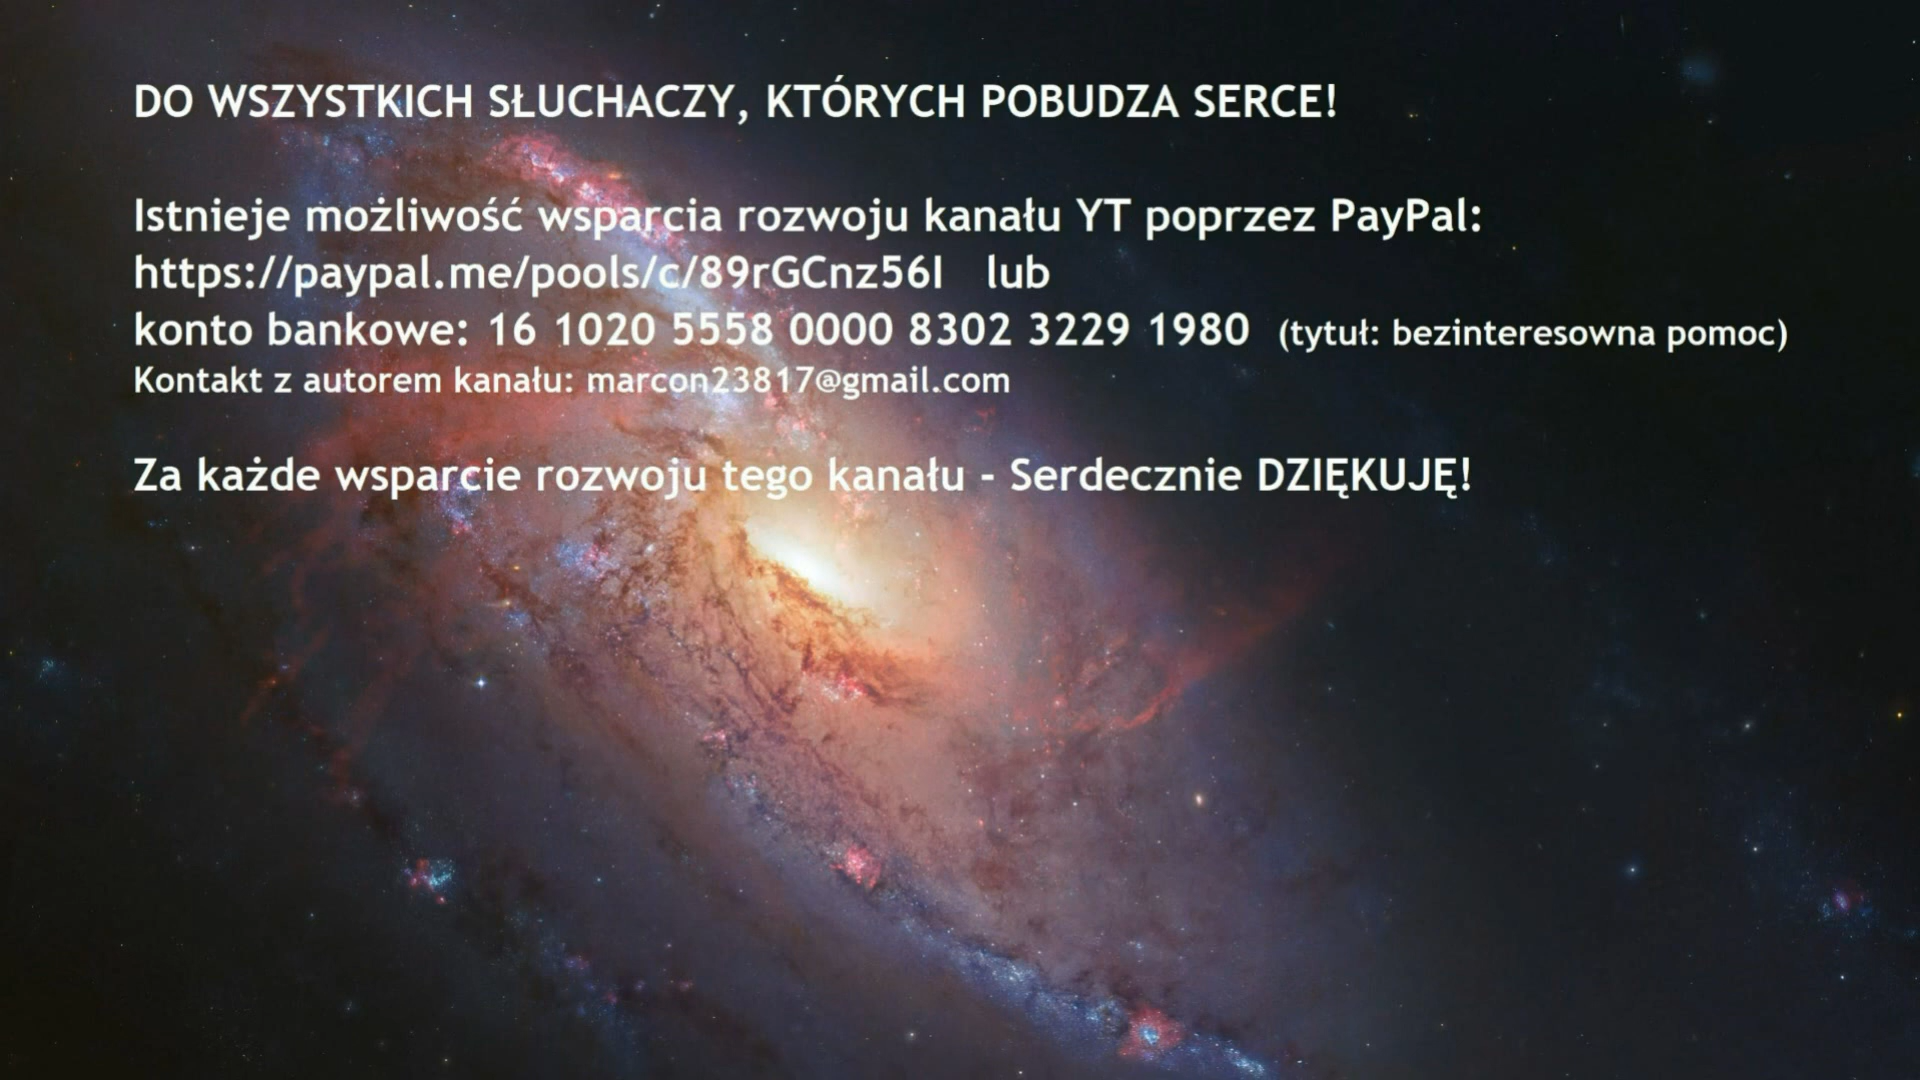 DO WSZYSTKICH SŁUCHACZY, KTÓRYCH POBUDZA SERCE!
Istnieje możliwość wsparcia rozwoju kanału YT poprzez PayPal:
https://paypal.me/pools/c/89rGCnz56I lub
konto bankowe: 16 1020 5558 0000 8302 3229 1980 (tytuł: bezinteresowna pomoc)
Kontakt z autorem kanału: marcon23817@gmail.com
Za każde wsparcie rozwoju tego kanału - Serdecznie DZIĘKUJĘ!